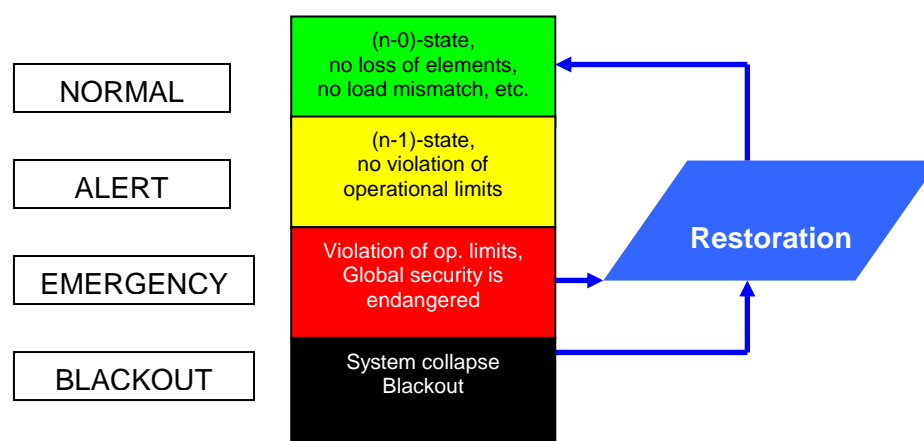 NORMAL
(n-0)-state,
no loss of elements,
no load mismatch, etc.
ALERT
(n-1)-state,
no violation of
operational limits
EMERGENCY
Violation of op. limits,
Global security is
endangered
BLACKOUT
System collapse
Blackout
Restoration